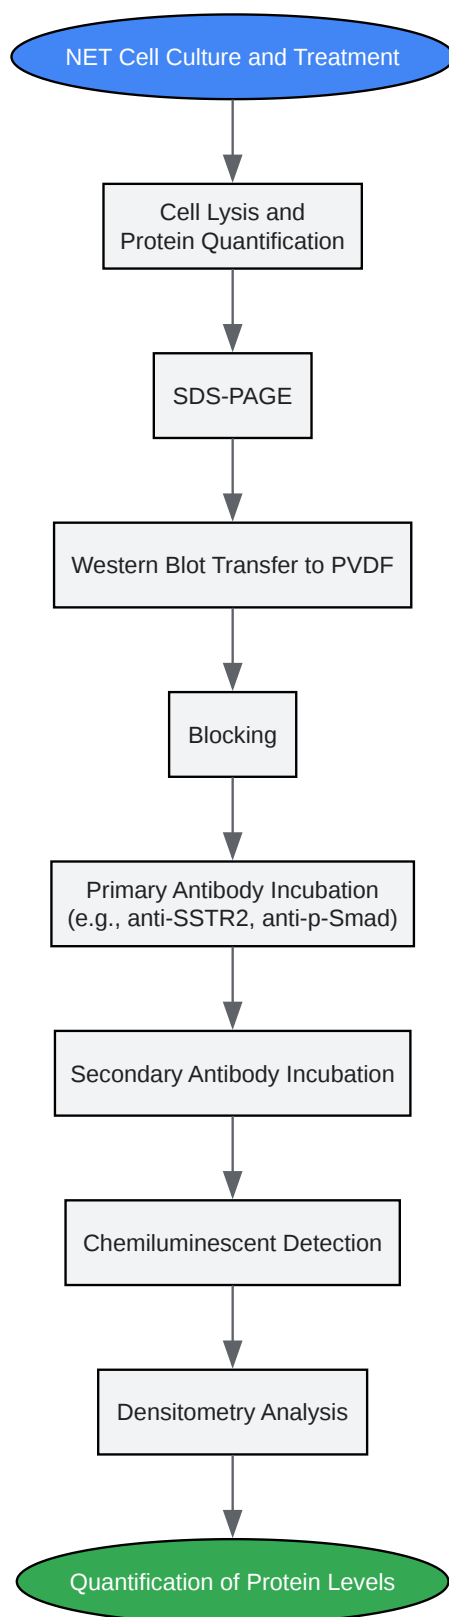 NET Cell Culture and Treatment
Cell Lysis and
Protein Quantification
SDS-PAGE
Western Blot Transfer to PVDF
Blocking
Primary Antibody Incubation
(e.g., anti-SSTR2, anti-p-Smad)
Secondary Antibody Incubation
Chemiluminescent Detection
Densitometry Analysis
Quantification of Protein Levels